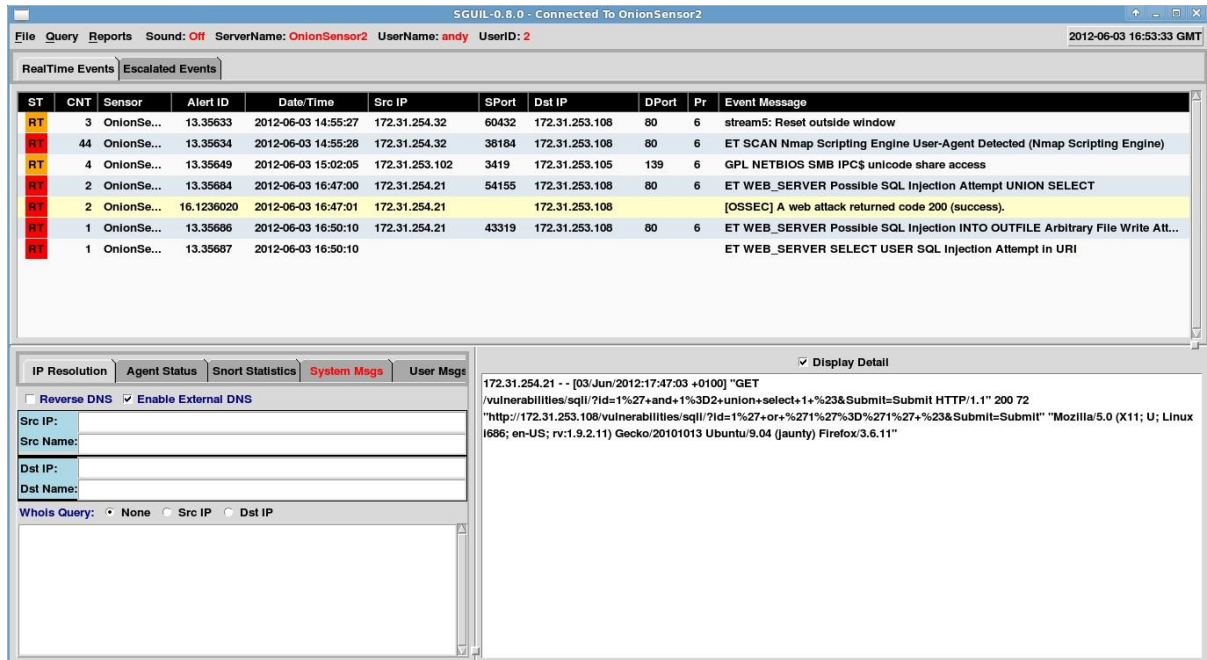 SGUIL-0.8.0 - Connected To OnionSensor2
File Query Reports Sound: Off ServerName: OnionSensor2 UserName: andy UserID: 2 2012-06-03 16:53:33 GMT
RealTime Events Escalated Events
ST CNT Sensor Alert ID Date/Time Src IP SPort Dst IP DPort Pr Event Message
RT 3 OnionSe... 13.35633 2012-06-03 14:55:27 172.31.254.32 60432 172.31.253.108 80 6 stream5: Reset outside window
RT 44 OnionSe... 13.35634 2012-06-03 14:55:28 172.31.254.32 38184 172.31.253.108 80 6 ET SCAN Nmap Scripting Engine User-Agent Detected (Nmap Scripting Engine)
RT 4 OnionSe... 13.35649 2012-06-03 15:02:05 172.31.253.102 3419 172.31.253.105 139 6 GPL NETBIOS SMB IPC$ unicode share access
RT 2 OnionSe... 13.35684 2012-06-03 16:47:00 172.31.254.21 54155 172.31.253.108 80 6 ET WEB_SERVER Possible SQL Injection Attempt UNION SELECT
RT 2 OnionSe... 16.1236020 2012-06-03 16:47:01 172.31.254.21 172.31.253.108 [OSSEC] A web attack returned code 200 (success).
RT 1 OnionSe... 13.35686 2012-06-03 16:50:10 172.31.254.21 43319 172.31.253.108 80 6 ET WEB_SERVER Possible SQL Injection INTO OUTFILE Arbitrary File Write Att...
RT 1 OnionSe... 13.35687 2012-06-03 16:50:10 ET WEB_SERVER SELECT USER SQL Injection Attempt in URI
IP Resolution Agent Status Snort Statistics System Msgs User Msgs
Reverse DNS Enable External DNS
Src IP:
Src Name:
Dst IP:
Dst Name:
Whois Query: None Src IP Dst IP
Display Detail
172.31.254.21 - - [03/Jun/2012:17:47:03 +0100] "GET
/vulnerabilities/sqli/?id=1%27+and+1%3D2+union+select+1+%23&Submit=Submit HTTP/1.1" 200 72
"http://172.31.253.108/vulnerabilities/sqli/?id=1%27+or+%271%27%3D%271%27+%23&Submit=Submit" "Mozilla/5.0 (X11; U; Linux
i686; en-US; rv:1.9.2.11) Gecko/20101013 Ubuntu/9.04 (jaunty) Firefox/3.6.11"